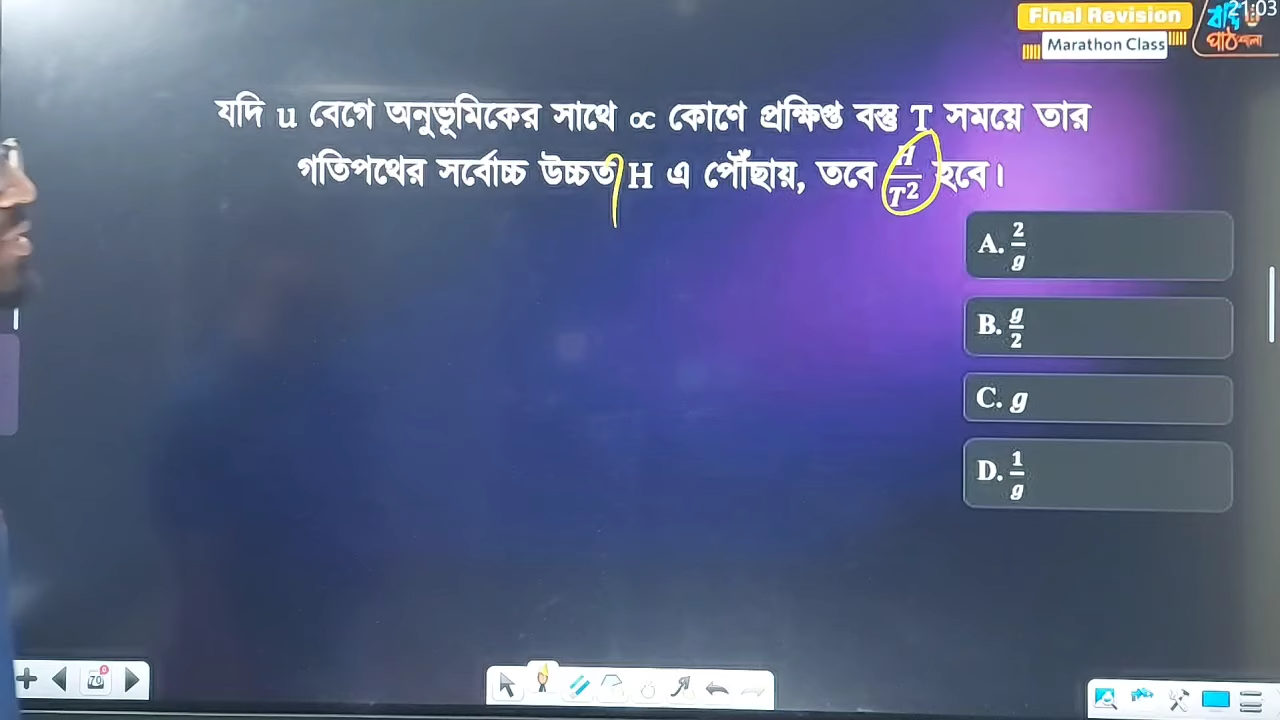 21:03
Final Revision
Marathon Class
যদি u বেগে অনুভূমিকের সাথে ∝ কোণে প্রক্ষিপ্ত বস্তু T সময়ে তার
গতিপথের সর্বোচ্চ উচ্চতা H এ পৌঁছায়, তবে H/T² হবে।
A. 2/g
B. g/2
C. g
D. 1/g
70